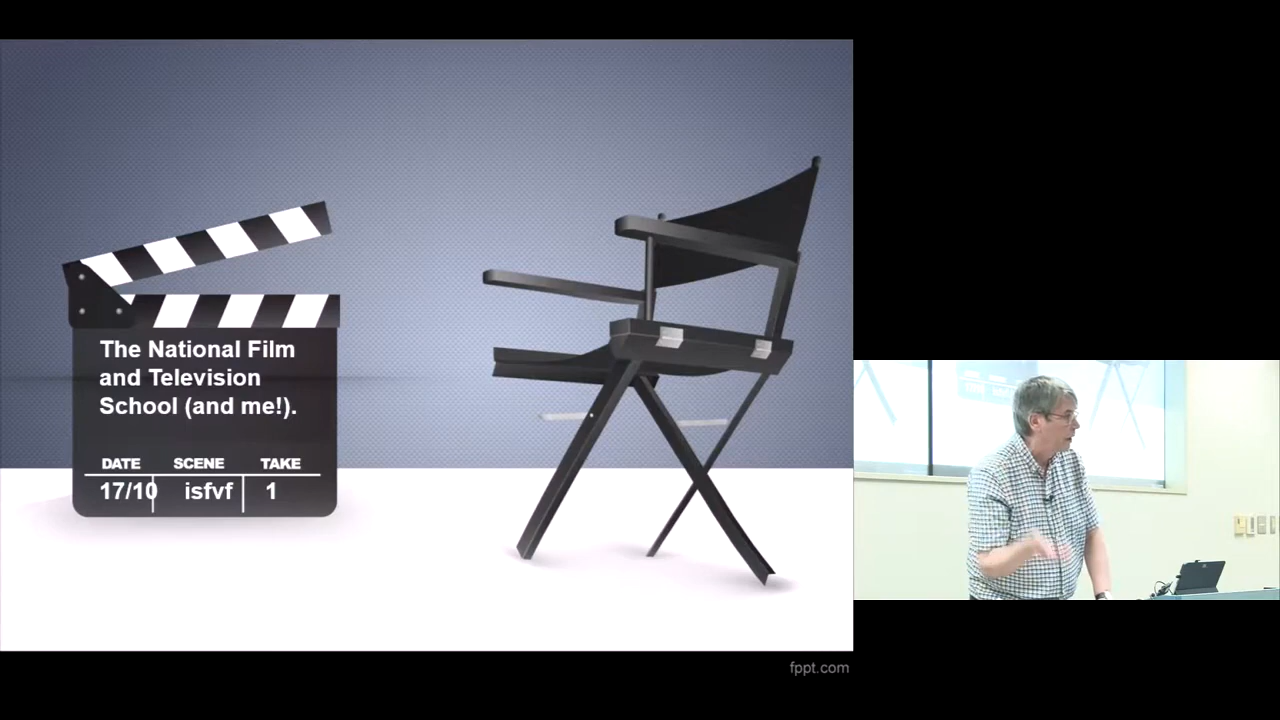 The National Film
and Television
School (and me!).
DATE SCENE TAKE
17/10 isfvf 1
fppt.com